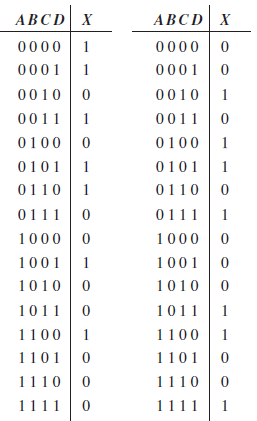 ABCD X ABCD X
0000 1 0000 0
0001 1 0001 0
0010 0 0010 1
0011 1 0011 0
0100 0 0100 1
0101 1 0101 1
0110 1 0110 0
0111 0 0111 1
1000 0 1000 0
1001 1 1001 0
1010 0 1010 0
1011 0 1011 1
1100 1 1100 1
1101 0 1101 0
1110 0 1110 0
1111 0 1111 1